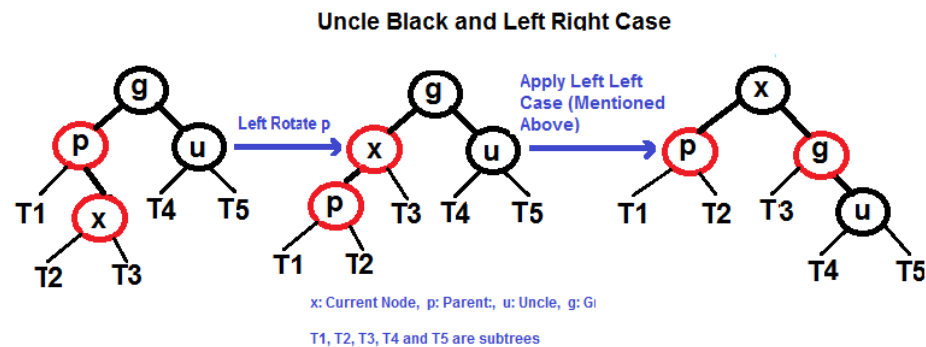 Uncle Black and Left Right Case
g
p
u
x
T1
T4
T5
T2
T3
Left Rotate p
g
x
u
p
T3
T4
T5
T1
T2
Apply Left Left
Case (Mentioned
Above)
x
p
g
T1
T2
T3
u
T4
T5
x: Current Node, p: Parent:, u: Uncle, g: G
T1, T2, T3, T4 and T5 are subtrees